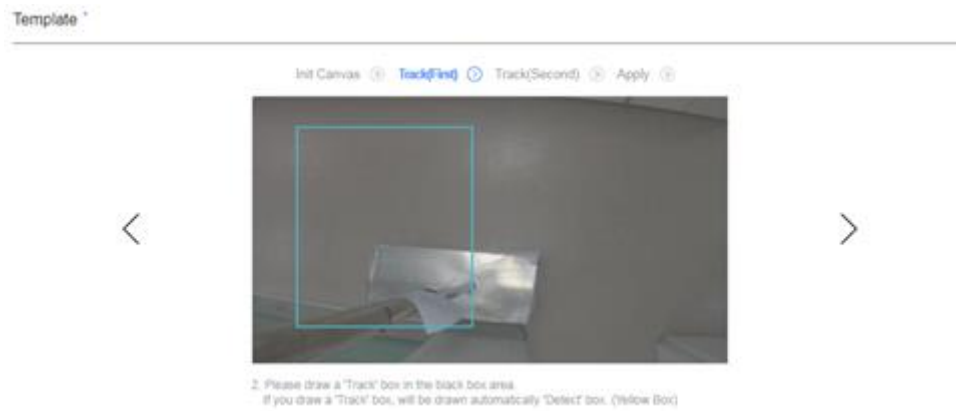 Template *
Init Canvas Track(First) Track(Second) Apply
2. Please draw a "Track" box in the black box area.
If you draw a "Track" box, will be drawn automatically "Detect" box. (Yellow Box)